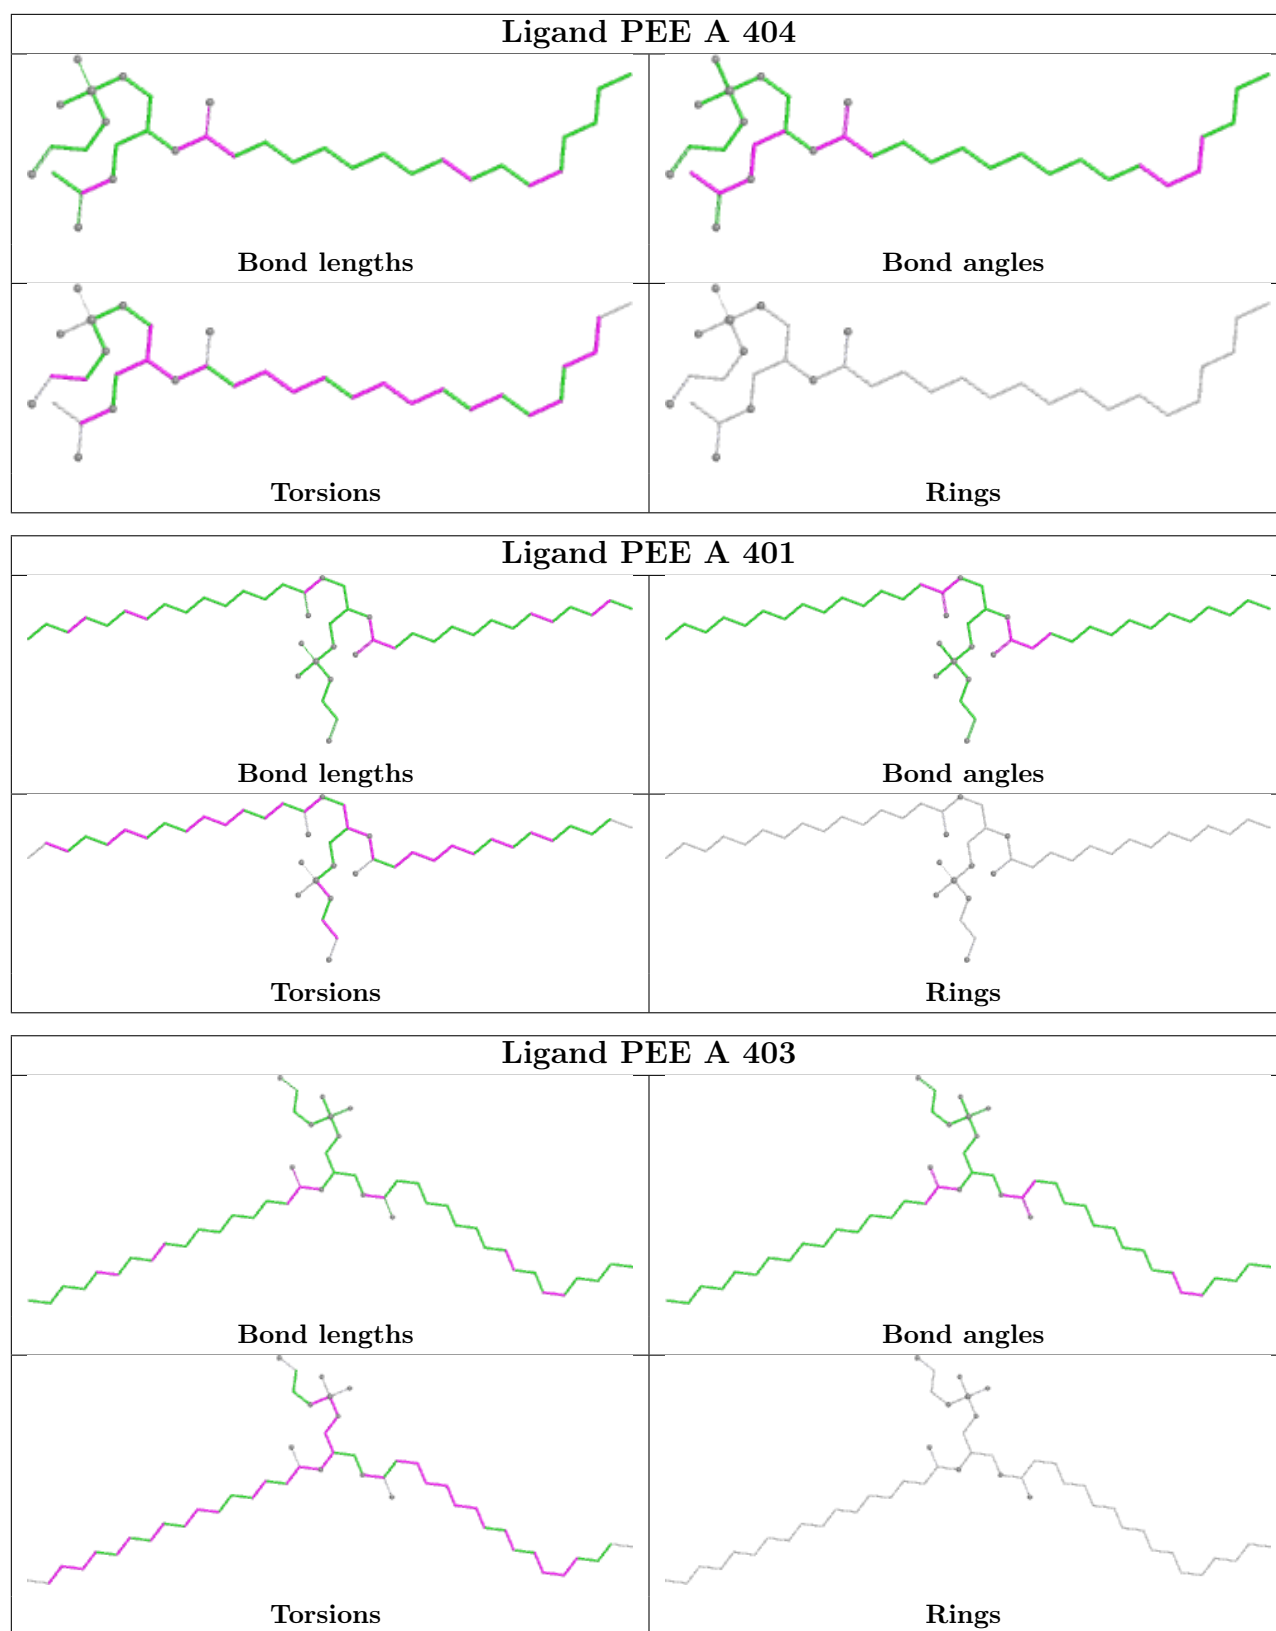 Ligand PEE A 404
Bond lengths
Bond angles
Torsions
Rings
Ligand PEE A 401
Bond lengths
Bond angles
Torsions
Rings
Ligand PEE A 403
Bond lengths
Bond angles
Torsions
Rings